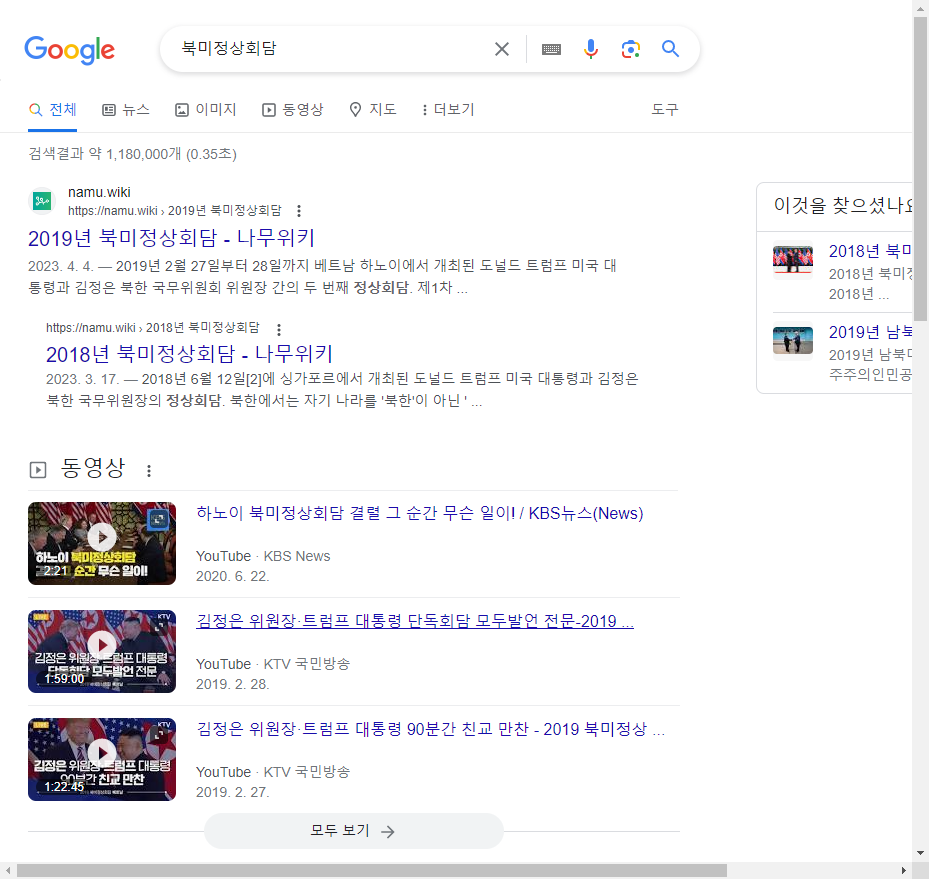 Google
북미정상회담
전체
뉴스
이미지
동영상
지도
더보기
도구
검색결과 약 1,180,000개 (0.35초)
namu.wiki
https://namu.wiki › 2019년 북미정상회담
2019년 북미정상회담 - 나무위키
2023. 4. 4. — 2019년 2월 27일부터 28일까지 베트남 하노이에서 개최된 도널드 트럼프 미국 대
통령과 김정은 북한 국무위원회 위원장 간의 두 번째 정상회담. 제1차 ...
https://namu.wiki › 2018년 북미정상회담
2018년 북미정상회담 - 나무위키
2023. 3. 17. — 2018년 6월 12일[2]에 싱가포르에서 개최된 도널드 트럼프 미국 대통령과 김정은
북한 국무위원장의 정상회담. 북한에서는 자기 나라를 '북한'이 아닌 ' ...
이것을 찾으셨나요
2018년 북미
2018년 북미정
2018년 ...
2019년 남북
2019년 남북미
주주의인민공
동영상
하노이 북미정상회담
순간 무슨 일이!
2:21
하노이 북미정상회담 결렬 그 순간 무슨 일이! / KBS뉴스(News)
YouTube · KBS News
2020. 6. 22.
LIVE
KTV
김정은 위원장·트럼프 대통령
단독회담 모두발언 전문
1:59:00
김정은 위원장·트럼프 대통령 단독회담 모두발언 전문-2019 ...
YouTube · KTV 국민방송
2019. 2. 28.
LIVE
KTV
김정은 위원장·트럼프 대통령
90분간 친교 만찬
1:22:45
김정은 위원장·트럼프 대통령 90분간 친교 만찬 - 2019 북미정상 ...
YouTube · KTV 국민방송
2019. 2. 27.
모두 보기